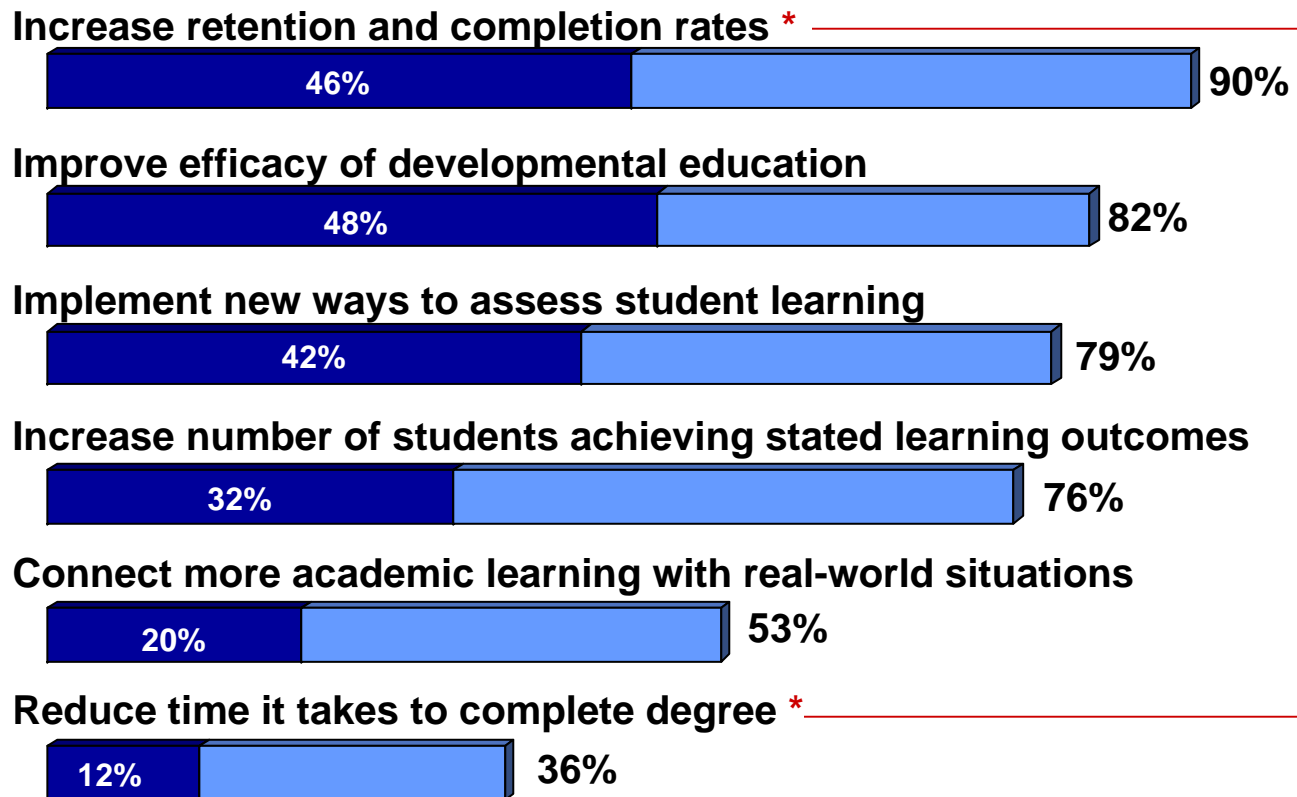 Increase retention and completion rates *
46%
90%
Improve efficacy of developmental education
48%
82%
Implement new ways to assess student learning
42%
79%
Increase number of students achieving stated learning outcomes
32%
76%
Connect more academic learning with real-world situations
20%
53%
Reduce time it takes to complete degree *
12%
36%